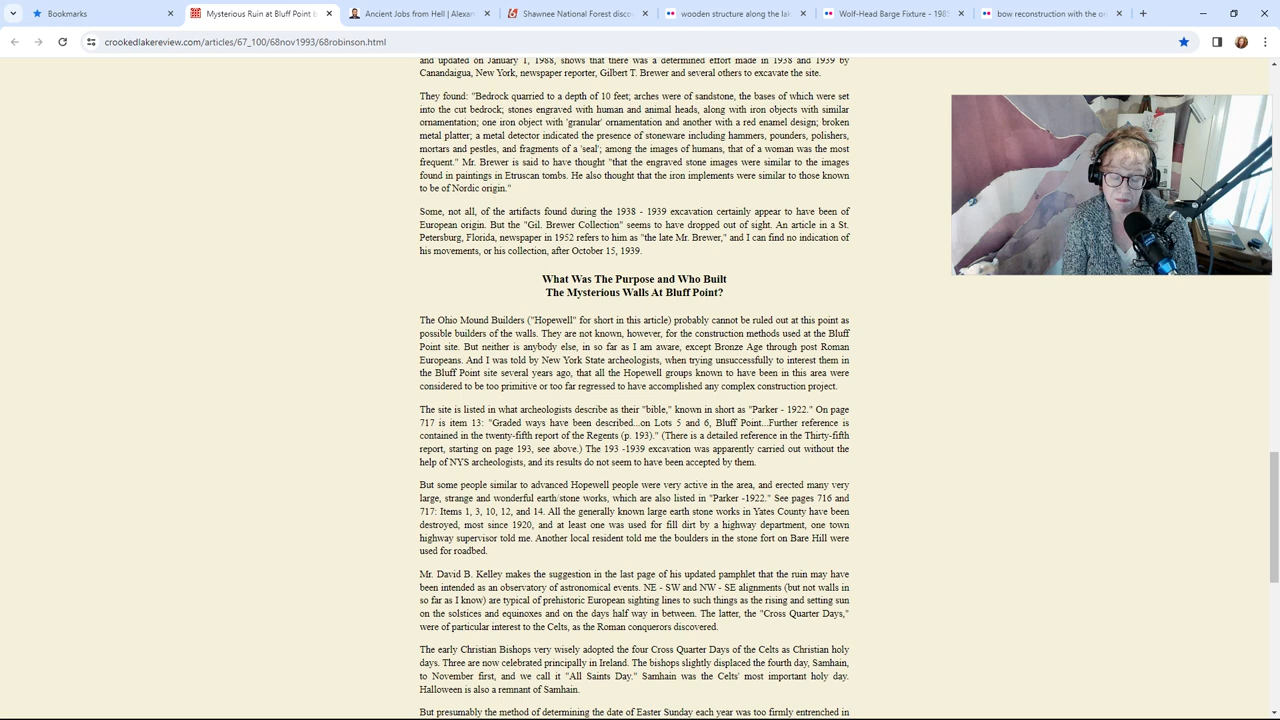 Bookmarks
Mysterious Ruin at Bluff Point b
Ancient Jobs from Hell | Alexan
Shawnee National Forest disco
wooden structure along the lak
Wolf-Head Barge Fixture - 1985
bow reconstruction with the o
crookedlakereview.com/articles/67_100/68nov1993/68robinson.html
and updated on January 1, 1988, shows that there was a determined effort made in 1938 and 1939 by
Canandaigua, New York, newspaper reporter, Gilbert T. Brewer and several others to excavate the site.
They found: "Bedrock quarried to a depth of 10 feet; arches were of sandstone, the bases of which were set
into the cut bedrock; stones engraved with human and animal heads, along with iron objects with similar
ornamentation; one iron object with 'granular' ornamentation and another with a red enamel design; broken
metal platter; a metal detector indicated the presence of stoneware including hammers, pounders, polishers,
mortars and pestles, and fragments of a 'seal'; among the images of humans, that of a woman was the most
frequent." Mr. Brewer is said to have thought "that the engraved stone images were similar to the images
found in paintings in Etruscan tombs. He also thought that the iron implements were similar to those known
to be of Nordic origin."
Some, not all, of the artifacts found during the 1938 - 1939 excavation certainly appear to have been of
European origin. But the "Gil. Brewer Collection" seems to have dropped out of sight. An article in a St.
Petersburg, Florida, newspaper in 1952 refers to him as "the late Mr. Brewer," and I can find no indication of
his movements, or his collection, after October 15, 1939.
What Was The Purpose and Who Built
The Mysterious Walls At Bluff Point?
The Ohio Mound Builders ("Hopewell" for short in this article) probably cannot be ruled out at this point as
possible builders of the walls. They are not known, however, for the construction methods used at the Bluff
Point site. But neither is anybody else, in so far as I am aware, except Bronze Age through post Roman
Europeans. And I was told by New York State archeologists, when trying unsuccessfully to interest them in
the Bluff Point site several years ago, that all the Hopewell groups known to have been in this area were
considered to be too primitive or too far regressed to have accomplished any complex construction project.
The site is listed in what archeologists describe as their "bible," known in short as "Parker - 1922." On page
717 is item 13: "Graded ways have been described...on Lots 5 and 6, Bluff Point...Further reference is
contained in the twenty-fifth report of the Regents (p. 193)." (There is a detailed reference in the Thirty-fifth
report, starting on page 193, see above.) The 193 -1939 excavation was apparently carried out without the
help of NYS archeologists, and its results do not seem to have been accepted by them.
But some people similar to advanced Hopewell people were very active in the area, and erected many very
large, strange and wonderful earth/stone works, which are also listed in "Parker -1922." See pages 716 and
717: Items 1, 3, 10, 12, and 14. All the generally known large earth stone works in Yates County have been
destroyed, most since 1920, and at least one was used for fill dirt by a highway department, one town
highway supervisor told me. Another local resident told me the boulders in the stone fort on Bare Hill were
used for roadbed.
Mr. David B. Kelley makes the suggestion in the last page of his updated pamphlet that the ruin may have
been intended as an observatory of astronomical events. NE - SW and NW - SE alignments (but not walls in
so far as I know) are typical of prehistoric European sighting lines to such things as the rising and setting sun
on the solstices and equinoxes and on the days half way in between. The latter, the "Cross Quarter Days,"
were of particular interest to the Celts, as the Roman conquerors discovered.
The early Christian Bishops very wisely adopted the four Cross Quarter Days of the Celts as Christian holy
days. Three are now celebrated principally in Ireland. The bishops slightly displaced the fourth day, Samhain,
to November first, and we call it "All Saints Day." Samhain was the Celts' most important holy day.
Halloween is also a remnant of Samhain.
But presumably the method of determining the date of Easter Sunday each year was too firmly entrenched in